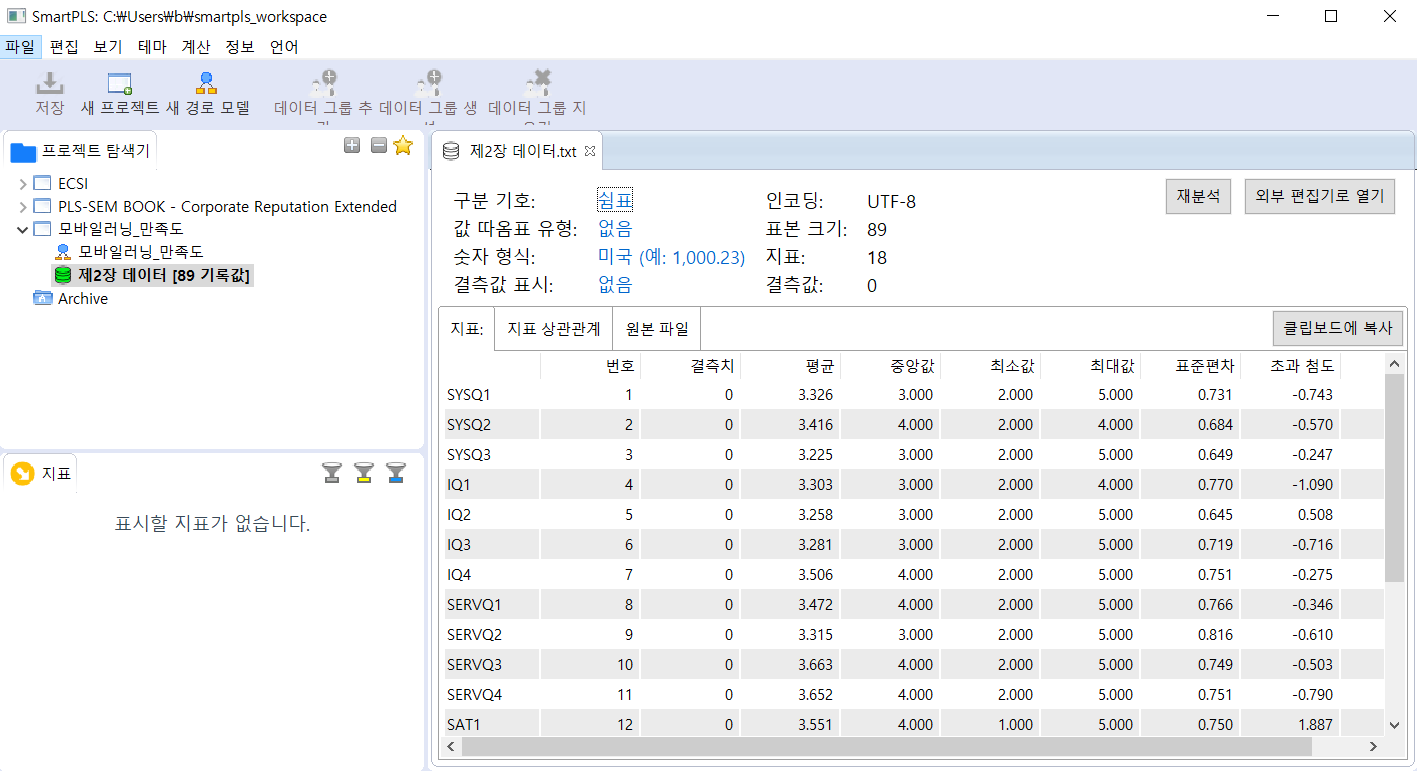 SmartPLS: C:₩Users₩b₩smartpls_workspace
파일 편집 보기 테마 계산 정보 언어
저장 새 프로젝트 새 경로 모델 데이터 그룹 추 데이터 그룹 생 데이터 그룹 지
프로젝트 탐색기
ECSI
PLS-SEM BOOK - Corporate Reputation Extended
모바일러닝_만족도
모바일러닝_만족도
제2장 데이터 [89 기록값]
Archive
지표
표시할 지표가 없습니다.
제2장 데이터.txt
구분 기호: 쉼표 인코딩: UTF-8 재분석 외부 편집기로 열기
값 따옴표 유형: 없음 표본 크기: 89
숫자 형식: 미국 (예: 1,000.23) 지표: 18
결측값 표시: 없음 결측값: 0
지표: 지표 상관관계 원본 파일 클립보드에 복사
번호 결측치 평균 중앙값 최소값 최대값 표준편차 초과 첨도
SYSQ1 1 0 3.326 3.000 2.000 5.000 0.731 -0.743
SYSQ2 2 0 3.416 4.000 2.000 4.000 0.684 -0.570
SYSQ3 3 0 3.225 3.000 2.000 5.000 0.649 -0.247
IQ1 4 0 3.303 3.000 2.000 4.000 0.770 -1.090
IQ2 5 0 3.258 3.000 2.000 5.000 0.645 0.508
IQ3 6 0 3.281 3.000 2.000 5.000 0.719 -0.716
IQ4 7 0 3.506 4.000 2.000 5.000 0.751 -0.275
SERVQ1 8 0 3.472 4.000 2.000 5.000 0.766 -0.346
SERVQ2 9 0 3.315 3.000 2.000 5.000 0.816 -0.610
SERVQ3 10 0 3.663 4.000 2.000 5.000 0.749 -0.503
SERVQ4 11 0 3.652 4.000 2.000 5.000 0.751 -0.790
SAT1 12 0 3.551 4.000 1.000 5.000 0.750 1.887